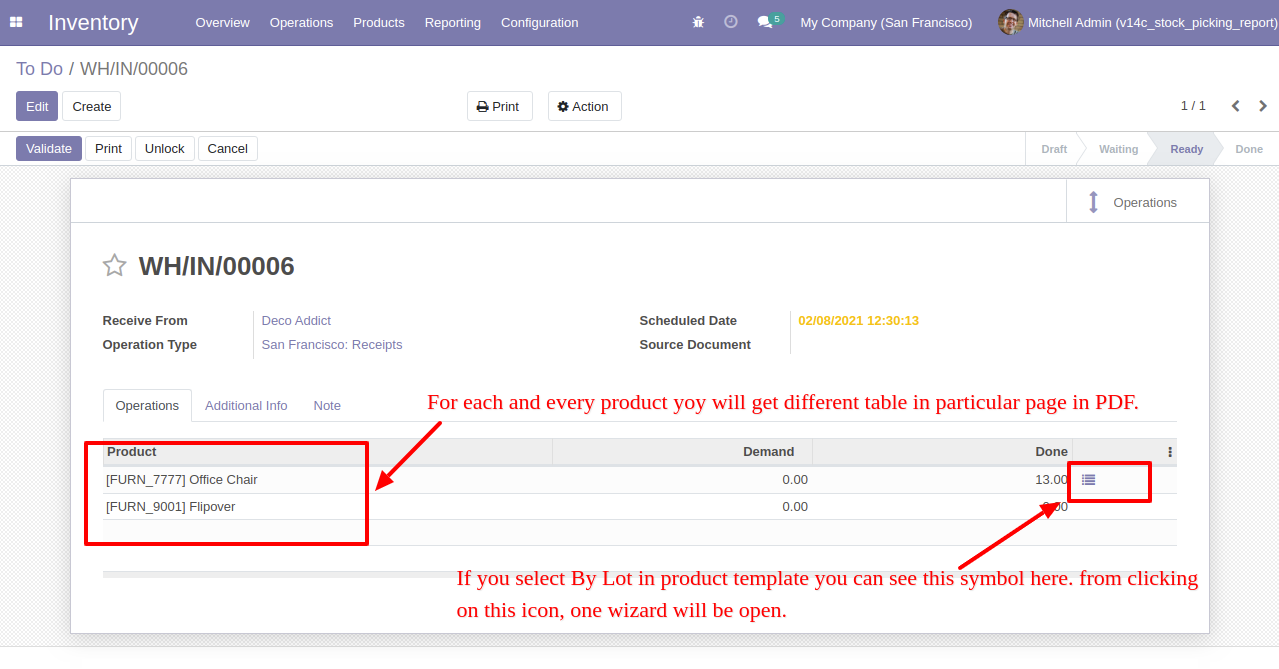 Inventory Overview Operations Products Reporting Configuration 5 My Company (San Francisco) Mitchell Admin (v14c_stock_picking_report)
To Do / WH/IN/00006
Edit Create Print Action 1 / 1
Validate Print Unlock Cancel Draft Waiting Ready Done
Operations
WH/IN/00006
Receive From Deco Addict Scheduled Date 02/08/2021 12:30:13
Operation Type San Francisco: Receipts Source Document
Operations Additional Info Note
For each and every product yoy will get different table in particular page in PDF.
Product Demand Done
[FURN_7777] Office Chair 0.00 13.00
[FURN_9001] Flipover 0.00
If you select By Lot in product template you can see this symbol here. from clicking
on this icon, one wizard will be open.